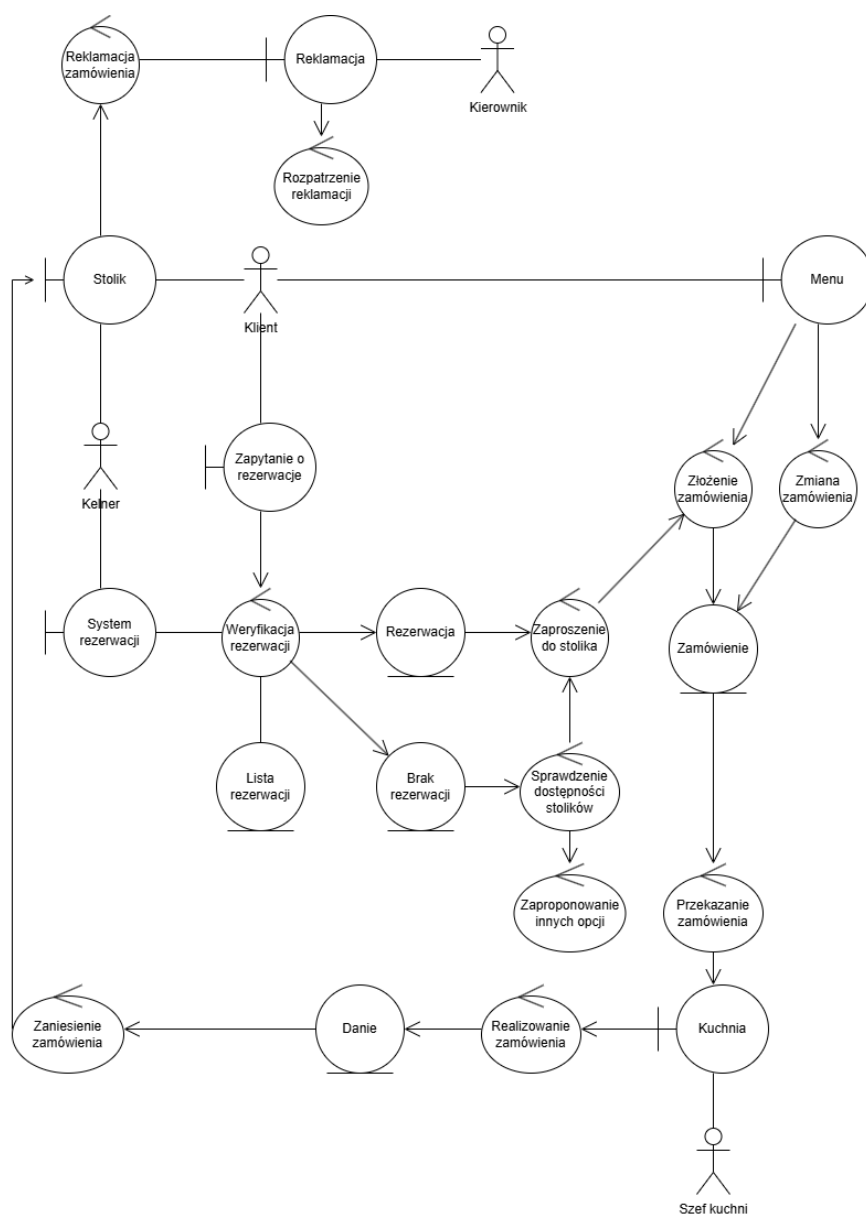 Reklamacja
zamówienia
Reklamacja
Kierownik
Rozpatrzenie
reklamacji
Stolik
Klient
Menu
Kelner
Zapytanie o
rezerwacje
Złożenie
zamówienia
Zmiana
zamówienia
System
rezerwacji
Weryfikacja
rezerwacji
Rezerwacja
Zaproszenie
do stolika
Zamówienie
Lista
rezerwacji
Brak
rezerwacji
Sprawdzenie
dostępności
stolików
Zaproponowanie
innych opcji
Przekazanie
zamówienia
Zaniesienie
zamówienia
Danie
Realizowanie
zamówienia
Kuchnia
Szef kuchni